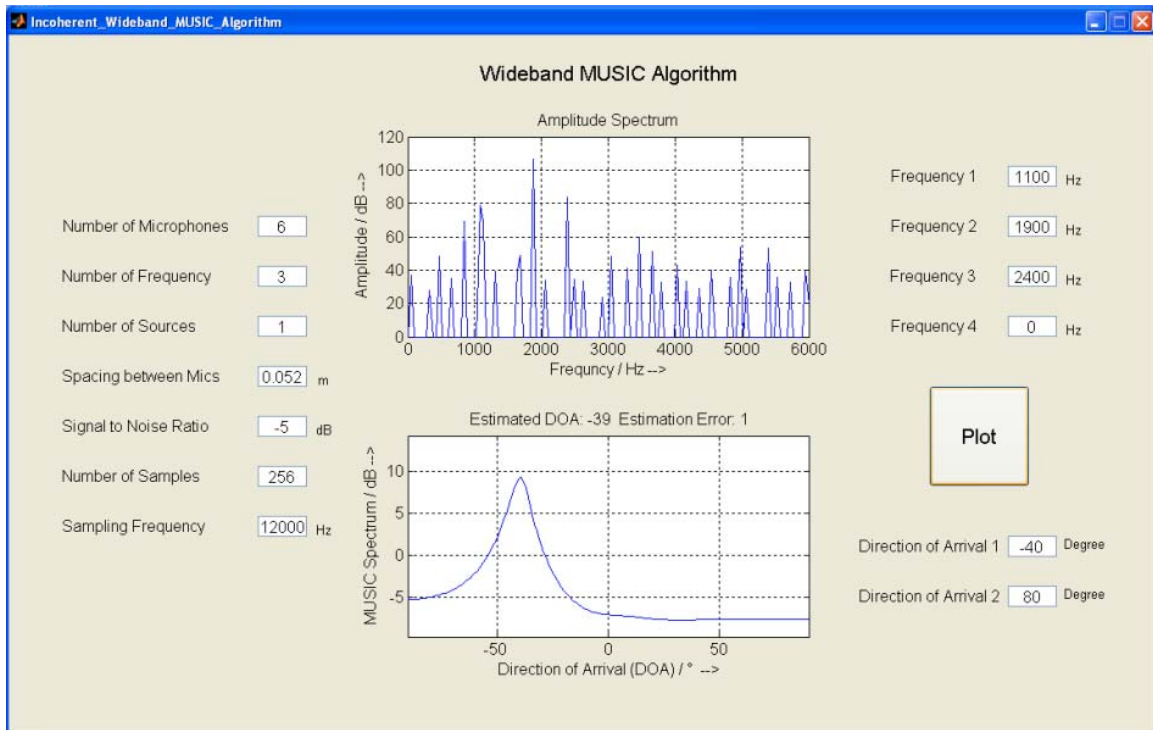 Incoherent_Wideband_MUSIC_Algorithm
Wideband MUSIC Algorithm
Number of Microphones 6
Number of Frequency 3
Number of Sources 1
Spacing between Mics 0.052 m
Signal to Noise Ratio -5 dB
Number of Samples 256
Sampling Frequency 12000 Hz
Amplitude Spectrum
Amplitude / dB -->
120
100
80
60
40
20
0
0 1000 2000 3000 4000 5000 6000
Frequncy / Hz -->
Estimated DOA: -39 Estimation Error: 1
MUSIC Spectrum / dB -->
10
5
0
-5
-50 0 50
Direction of Arrival (DOA) / ° -->
Frequency 1 1100 Hz
Frequency 2 1900 Hz
Frequency 3 2400 Hz
Frequency 4 0 Hz
Plot
Direction of Arrival 1 -40 Degree
Direction of Arrival 2 80 Degree